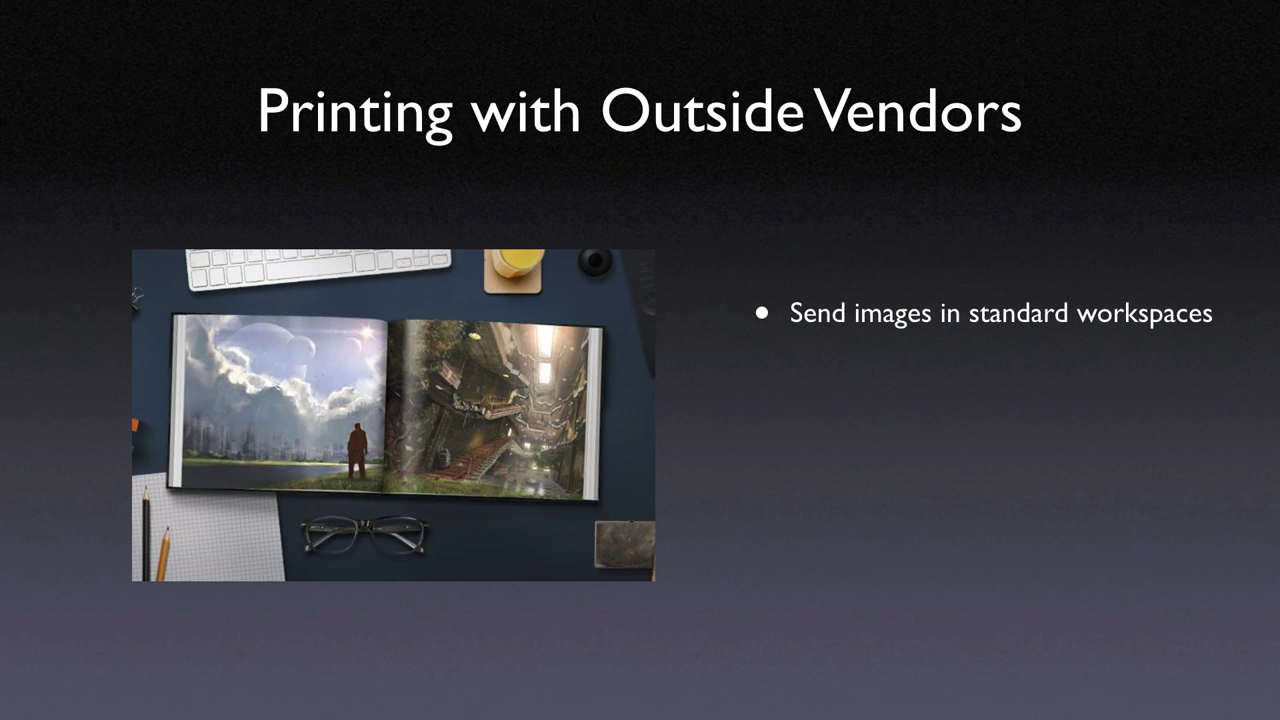 Printing with Outside Vendors
• Send images in standard workspaces